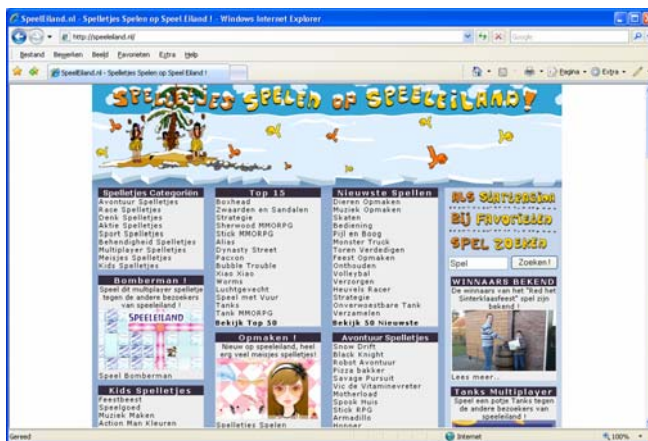 SpeelEiland.nl - Spelletjes Spelen op Speel Eiland ! - Windows Internet Explorer
http://speeleiland.nl/
Google
Bestand Bewerken Beeld Favorieten Extra Help
SpeelEiland.nl - Spelletjes Spelen op Speel Eiland !
Pagina Extra
SPELLETJES SPELEN OP SPEELEILAND!
Spelletjes Categoriën
Avontuur Spelletjes
Race Spelletjes
Denk Spelletjes
Aktie Spelletjes
Sport Spelletjes
Behendigheid Spelletjes
Multiplayer Spelletjes
Meisjes Spelletjes
Kids Spelletjes
Bomberman !
Speel dit multiplayer spelletje
tegen de andere bezoekers
van speeleiland !
SPEELEILAND
Speel Bomberman
Kids Spelletjes
Feestbeest
Speelgoed
Muziek Maken
Action Man Kleuren
Top 15
Boxhead
Zwaarden en Sandalen
Strategie
Sherwood MMORPG
Stick MMORPG
Alias
Dynasty Street
Pacxon
Bubble Trouble
Xiao Xiao
Worms
Luchtgevecht
Speel met Vuur
Tanks
Tank MMORPG
Bekijk Top 50
Opmaken !
Nieuw op speeleiland, heel
erg veel meisjes spelletjes!
Spelletjes Spelen
Nieuwste Spellen
Dieren Opmaken
Muziek Opmaken
Skaten
Bediening
Pijl en Boog
Monster Truck
Toren Verdedigen
Feest Opmaken
Onthouden
Volleybal
Verzorgen
Heuvels Racer
Strategie
Onverwoestbare Tank
Verzamelen
Bekijk 50 Nieuwste
Avontuur Spelletjes
Snow Drift
Black Knight
Robot Avontuur
Pizza bakker
Savage Pursuit
Vic de Vitaminevreter
Motherload
Spook Huis
Stick RPG
Armadillo
Hopper
ALS STARTPAGINA
BIJ FAVORIETEN
SPEL ZOEKEN
Spel Zoeken!
WINNAARS BEKEND
De winnaars van het "Red het
Sinterklaasfeest" spel zijn
bekend !
Lees meer..
Tanks Multiplayer
Speel een potje Tanks tegen
de andere bezoekers van
speeleiland !
Gereed
Internet
100%